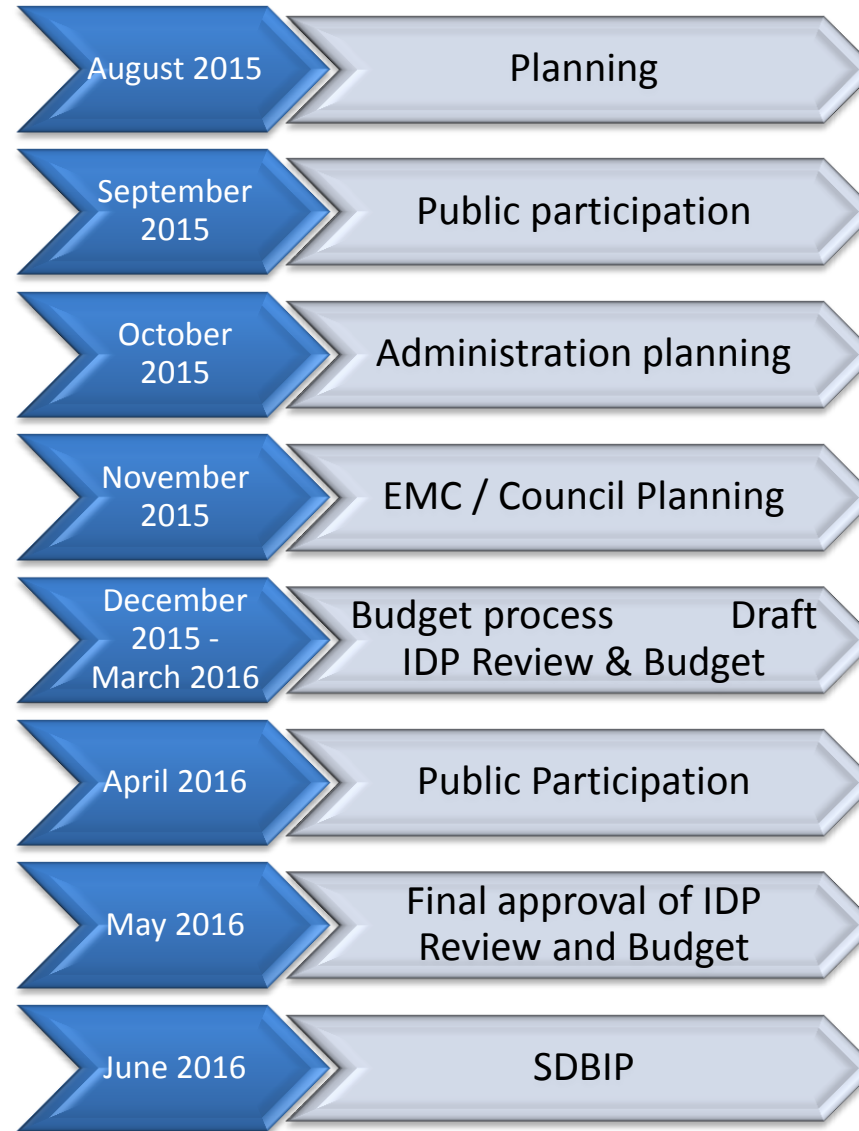 August 2015
Planning
September
2015
Public participation
October
2015
Administration planning
November
2015
EMC / Council Planning
December
2015 -
March 2016
Budget process Draft
IDP Review & Budget
April 2016
Public Participation
May 2016
Final approval of IDP
Review and Budget
June 2016
SDBIP